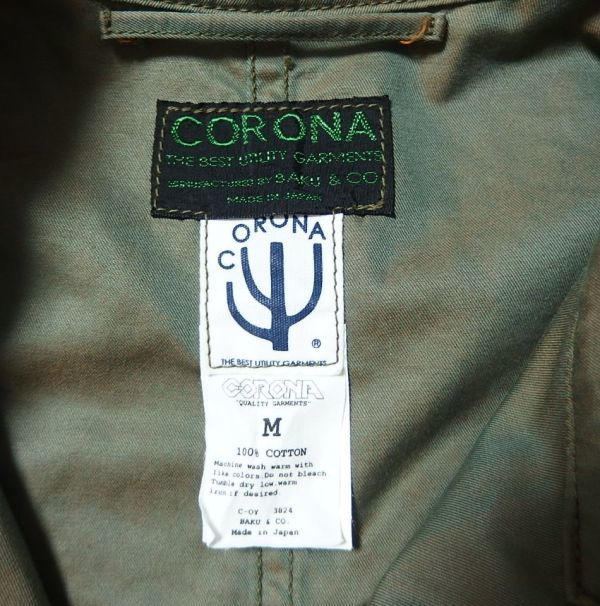 CORONA
THE BEST UTILITY GARMENTS
MANUFACTURED BY BAKU & CO
MADE IN JAPAN
CORONA
®
THE BEST UTILITY GARMENTS
CORONA
"QUALITY GARMENTS"
M
100% COTTON
Machine wash warm with
like colors.Do not bleach
Tumble dry low.warm
iron if desired
C-OY 3824
BAKU & CO.
Made in Japan